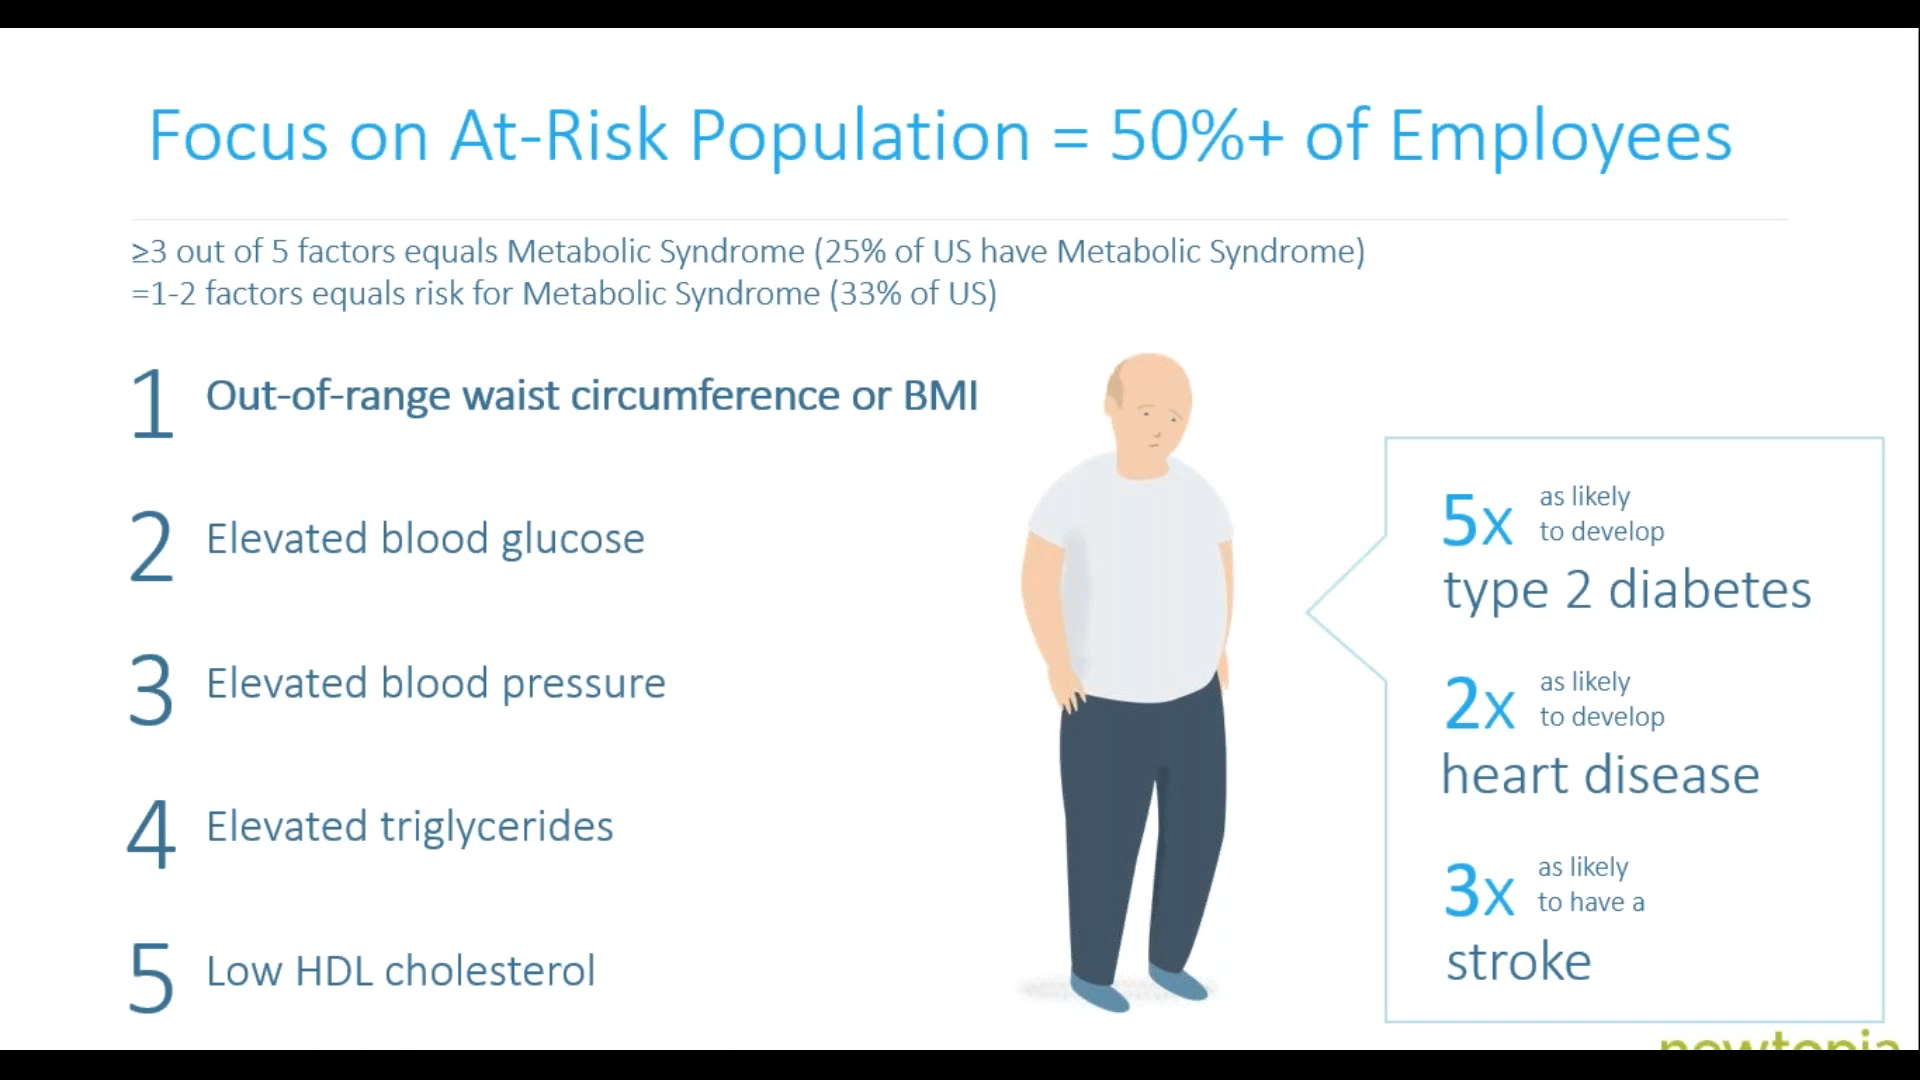 Focus on At-Risk Population = 50%+ of Employees
≥3 out of 5 factors equals Metabolic Syndrome (25% of US have Metabolic Syndrome)
=1-2 factors equals risk for Metabolic Syndrome (33% of US)
1 Out-of-range waist circumference or BMI
2 Elevated blood glucose
3 Elevated blood pressure
4 Elevated triglycerides
5 Low HDL cholesterol
5x as likely
to develop
type 2 diabetes
2x as likely
to develop
heart disease
3x as likely
to have a
stroke
newtopia